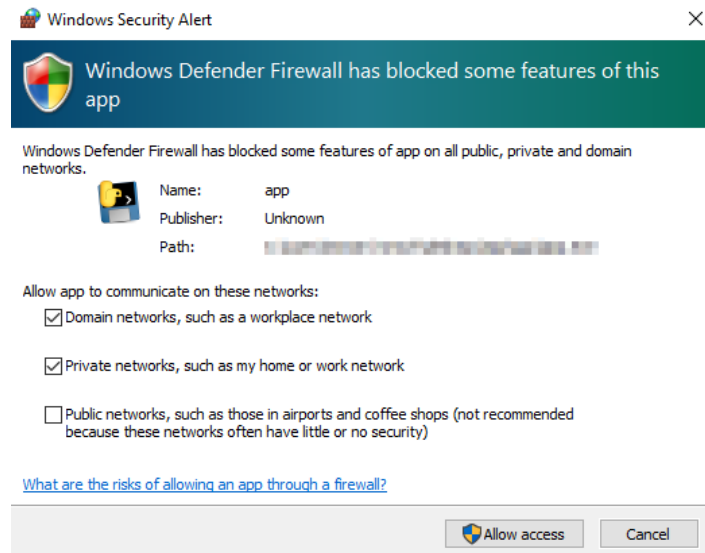 Windows Security Alert
Windows Defender Firewall has blocked some features of this
app
Windows Defender Firewall has blocked some features of app on all public, private and domain
networks.
Name: app
Publisher: Unknown
Path:
Allow app to communicate on these networks:
Domain networks, such as a workplace network
Private networks, such as my home or work network
Public networks, such as those in airports and coffee shops (not recommended
because these networks often have little or no security)
What are the risks of allowing an app through a firewall?
Allow access Cancel